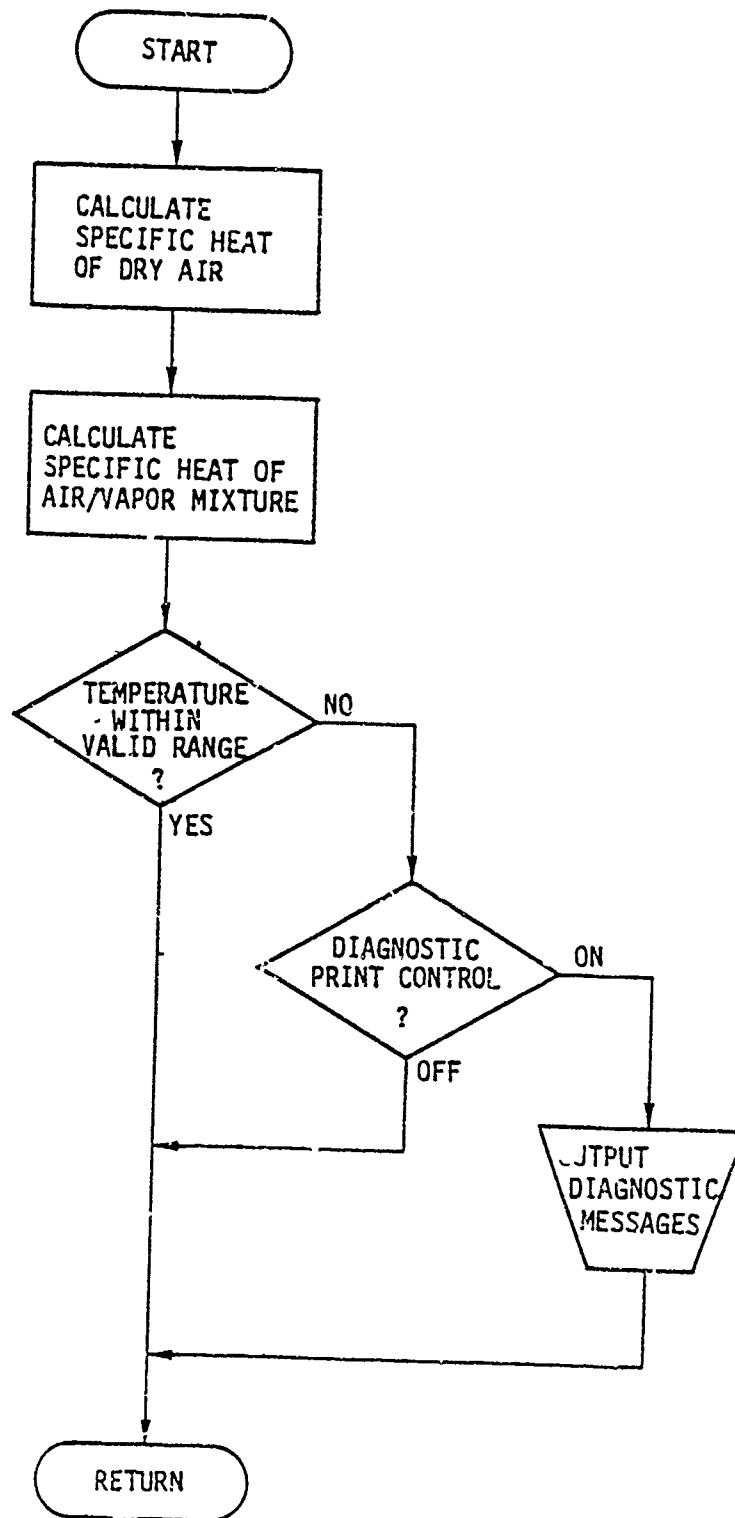 START
CALCULATE
SPECIFIC HEAT
OF DRY AIR
CALCULATE
SPECIFIC HEAT OF
AIR/VAPOR MIXTURE
TEMPERATURE
WITHIN
VALID RANGE
?
NO
YES
DIAGNOSTIC
PRINT CONTROL
?
ON
OFF
DIAGNOSTIC
MESSAGES
RETURN